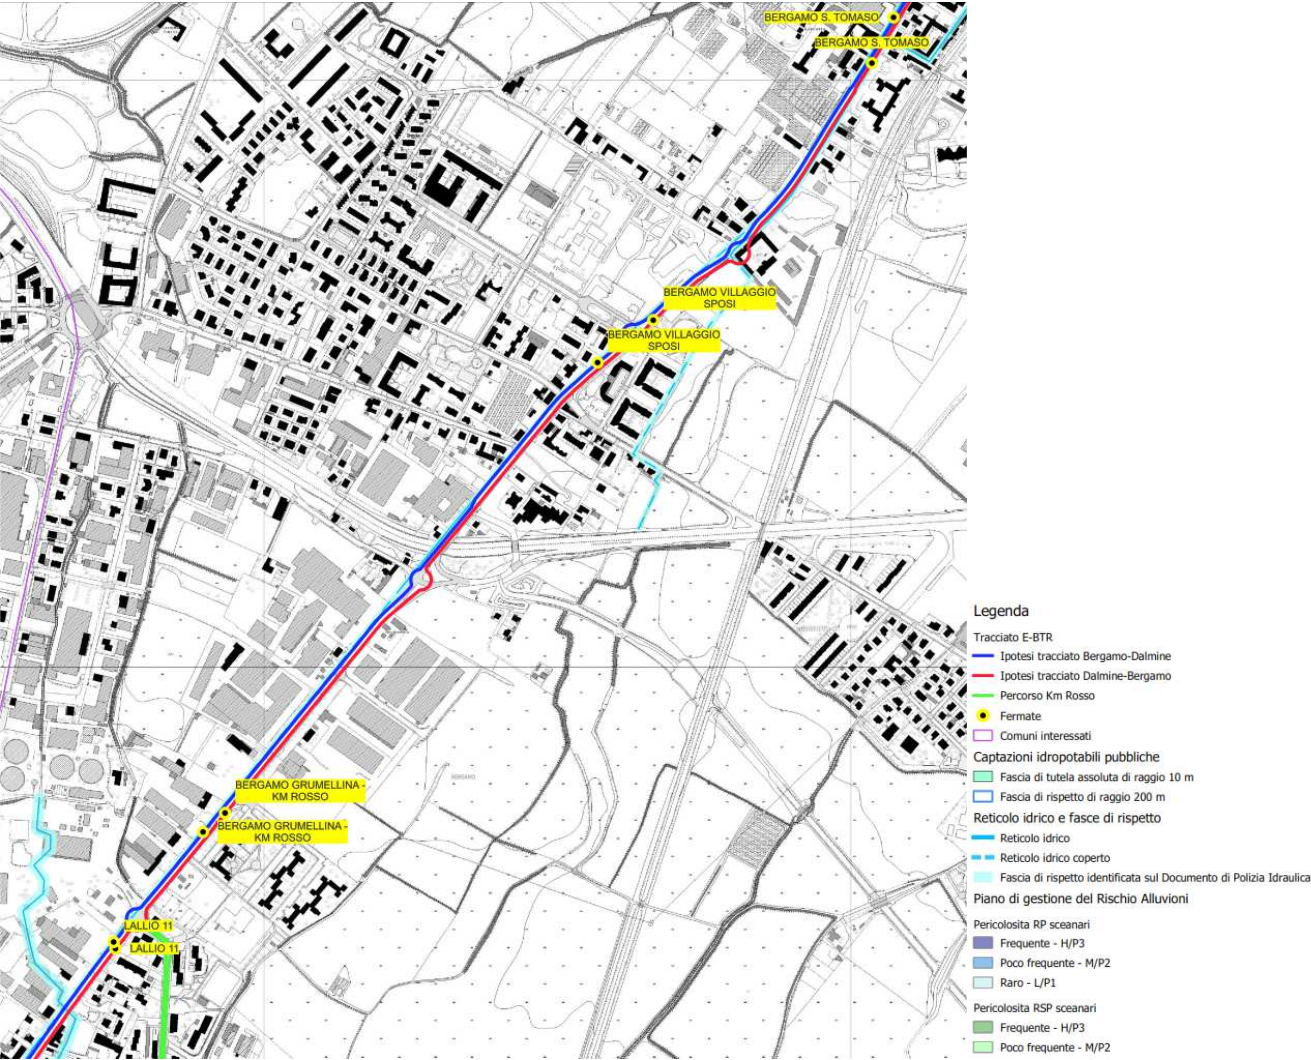 BERGAMO S. TOMASO
BERGAMO S. TOMASO
BERGAMO VILLAGGIO
SPOSI
BERGAMO VILLAGGIO
SPOSI
BERGAMO
BERGAMO GRUMELLINA -
KM ROSSO
BERGAMO GRUMELLINA -
KM ROSSO
LALLIO 11
LALLIO 11
Legenda
Tracciato E-BTR
Ipotesi tracciato Bergamo-Dalmine
Ipotesi tracciato Dalmine-Bergamo
Percorso Km Rosso
Fermate
Comuni interessati
Captazioni idropotabili pubbliche
Fascia di tutela assoluta di raggio 10 m
Fascia di rispetto di raggio 200 m
Reticolo idrico e fasce di rispetto
Reticolo idrico
Reticolo idrico coperto
Fascia di rispetto identificata sul Documento di Polizia Idraulica
Piano di gestione del Rischio Alluvioni
Pericolosita RP sceanari
Frequente - H/P3
Poco frequente - M/P2
Raro - L/P1
Pericolosita RSP sceanari
Frequente - H/P3
Poco frequente - M/P2